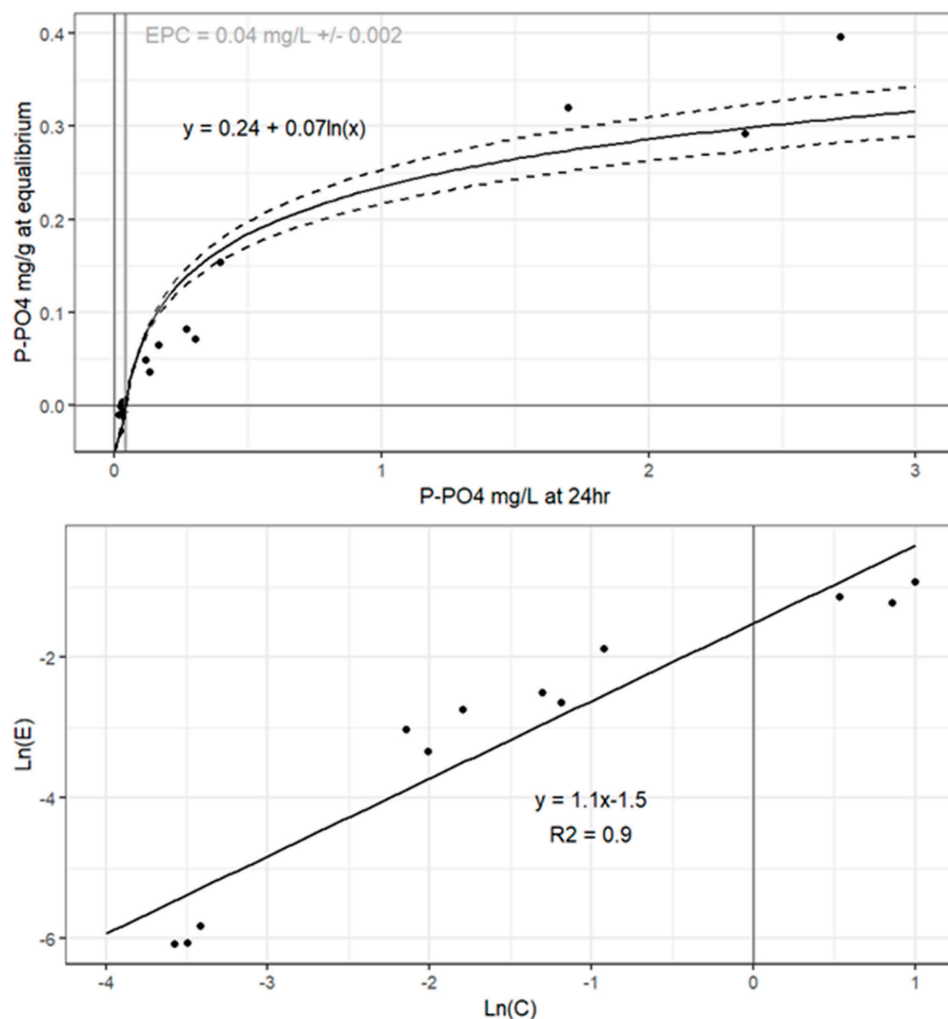 EPC = 0.04 mg/L +/- 0.002
y = 0.24 + 0.07ln(x)
P-PO4 mg/g at equalibrium
0.4
0.3
0.2
0.1
0.0
0
1
2
3
P-PO4 mg/L at 24hr
Ln(E)
-2
-4
-6
y = 1.1x-1.5
R2 = 0.9
-4
-3
-2
-1
0
1
Ln(C)